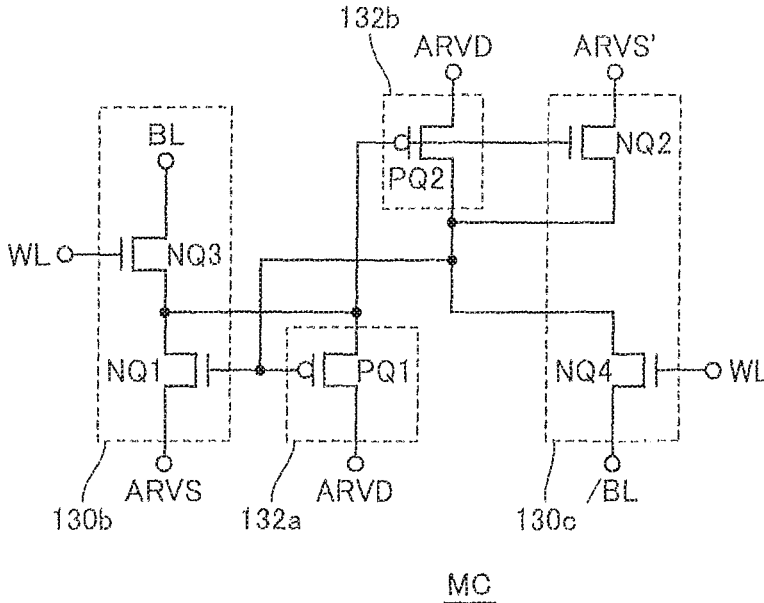 132b
ARVD
ARVS'
BL
PQ2
NQ2
WL
NQ3
NQ1
PQ1
NQ4
WL
ARVS
ARVD
/BL
130b
132a
130c
MC